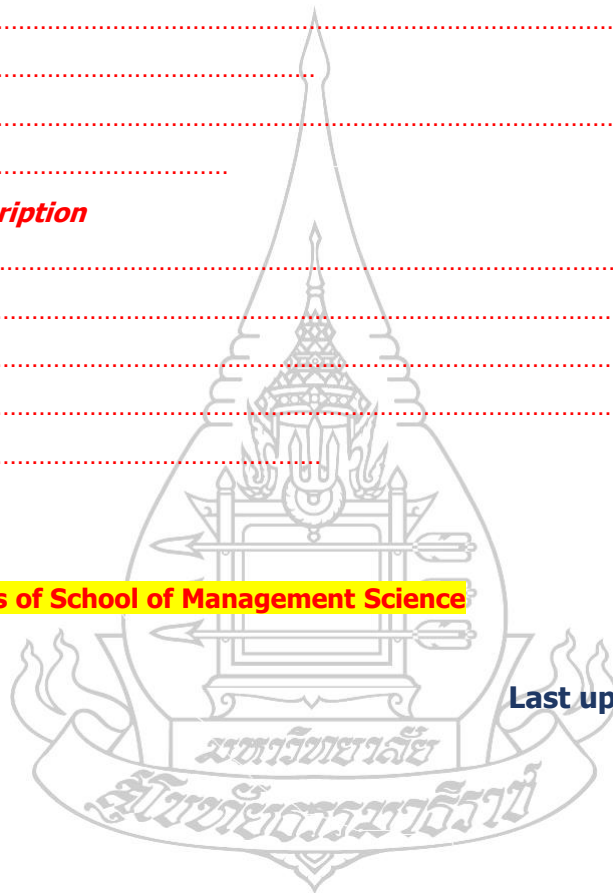 ................................................................................
..........................................
................................................................................
...............................
ription
................................................................................
................................................................................
................................................................................
................................................................................
...........................................
s of School of Management Science
Last up
มหาวิทยาลัย
สุโขทัยธรรมาธิราช